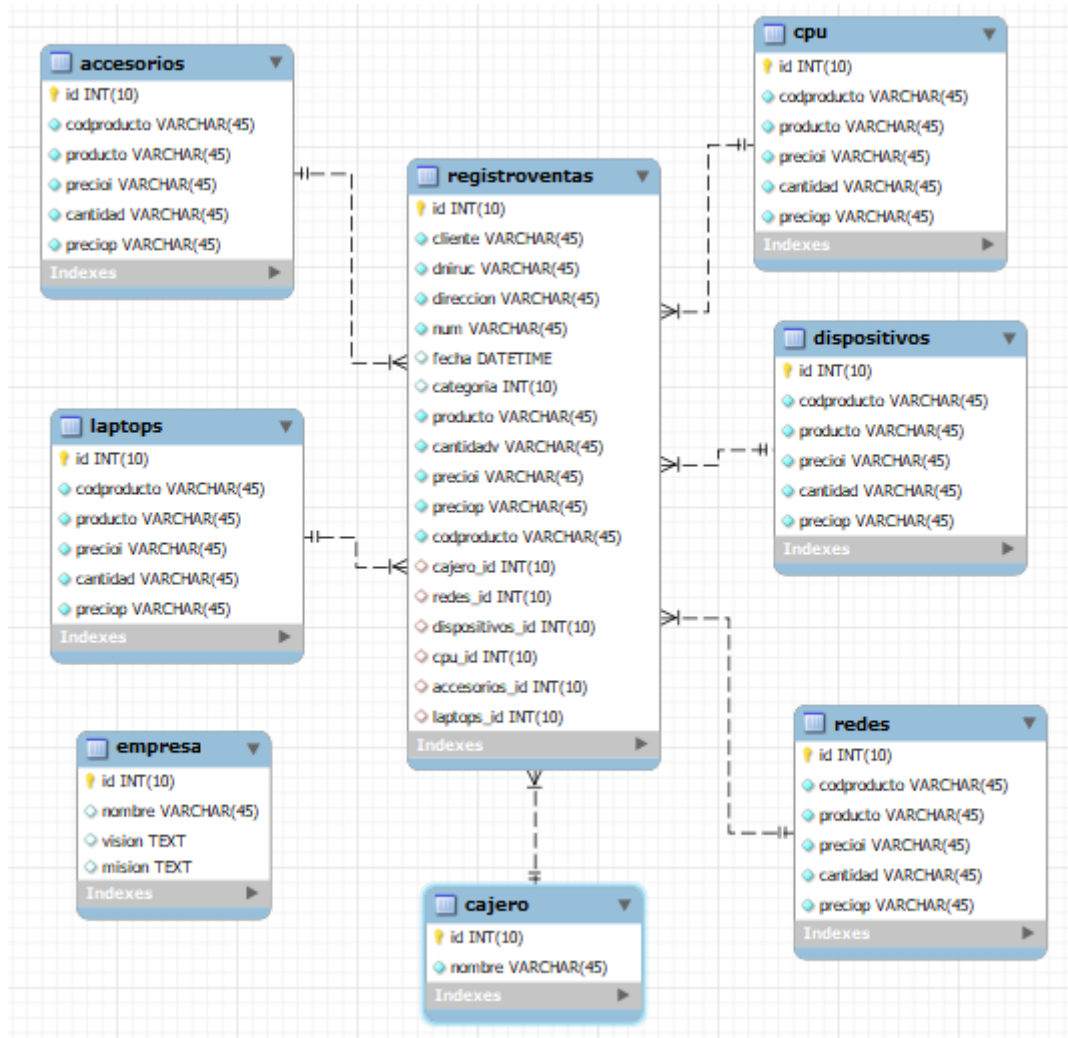 accesorios
id INT(10)
codproducto VARCHAR(45)
producto VARCHAR(45)
precioi VARCHAR(45)
cantidad VARCHAR(45)
preciop VARCHAR(45)
Indexes
laptops
id INT(10)
codproducto VARCHAR(45)
producto VARCHAR(45)
precioi VARCHAR(45)
cantidad VARCHAR(45)
preciop VARCHAR(45)
Indexes
empresa
id INT(10)
nombre VARCHAR(45)
vision TEXT
mision TEXT
Indexes
registroventas
id INT(10)
cliente VARCHAR(45)
dniruc VARCHAR(45)
direccion VARCHAR(45)
num VARCHAR(45)
fecha DATETIME
categoria INT(10)
producto VARCHAR(45)
cantidadv VARCHAR(45)
precioi VARCHAR(45)
preciop VARCHAR(45)
codproducto VARCHAR(45)
cajero_id INT(10)
redes_id INT(10)
dispositivos_id INT(10)
cpu_id INT(10)
accesorios_id INT(10)
laptops_id INT(10)
Indexes
cajero
id INT(10)
nombre VARCHAR(45)
Indexes
cpu
id INT(10)
codproducto VARCHAR(45)
producto VARCHAR(45)
precioi VARCHAR(45)
cantidad VARCHAR(45)
preciop VARCHAR(45)
Indexes
dispositivos
id INT(10)
codproducto VARCHAR(45)
producto VARCHAR(45)
precioi VARCHAR(45)
cantidad VARCHAR(45)
preciop VARCHAR(45)
Indexes
redes
id INT(10)
codproducto VARCHAR(45)
producto VARCHAR(45)
precioi VARCHAR(45)
cantidad VARCHAR(45)
preciop VARCHAR(45)
Indexes